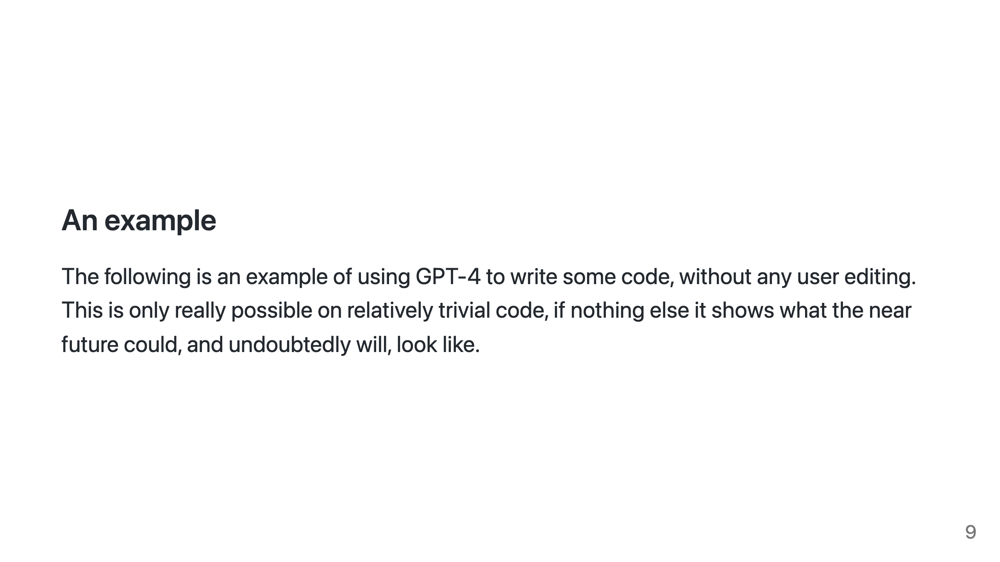 An example
The following is an example of using GPT-4 to write some code, without any user editing.
This is only really possible on relatively trivial code, if nothing else it shows what the near
future could, and undoubtedly will, look like.
9